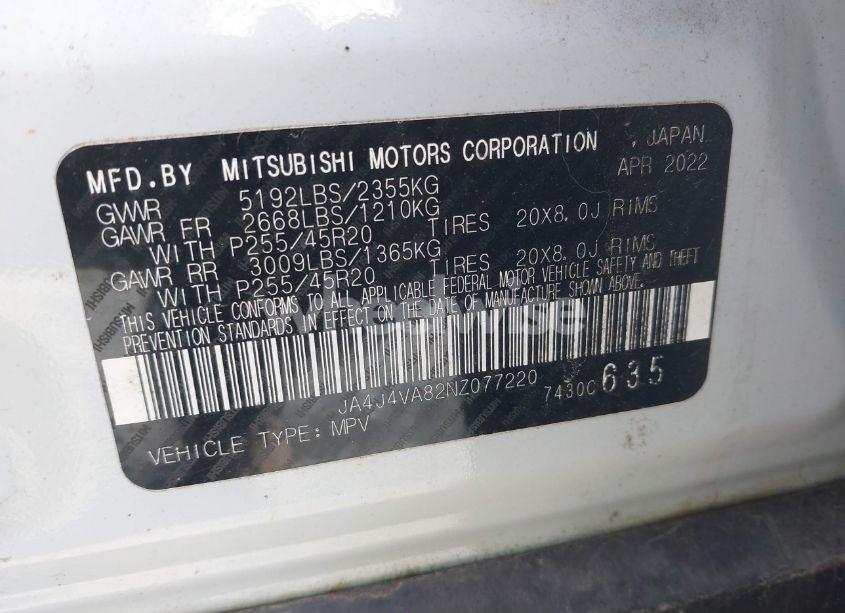 MFD.BY MITSUBISHI MOTORS CORPORATION , JAPAN
GVWR 5192LBS/2355KG APR 2022
GAWR FR 2668LBS/1210KG
WITH P255/45R20 TIRES 20X8.0J RIMS
GAWR RR 3009LBS/1365KG
WITH P255/45R20 TIRES 20X8.0J RIMS
THIS VEHICLE CONFORMS TO ALL APPLICABLE FEDERAL MOTOR VEHICLE SAFETY AND THEFT
PREVENTION STANDARDS IN EFFECT ON THE DATE OF MANUFACTURE SHOWN ABOVE.
JA4J4VA82NZ077220 7430C 635
VEHICLE TYPE: MPV